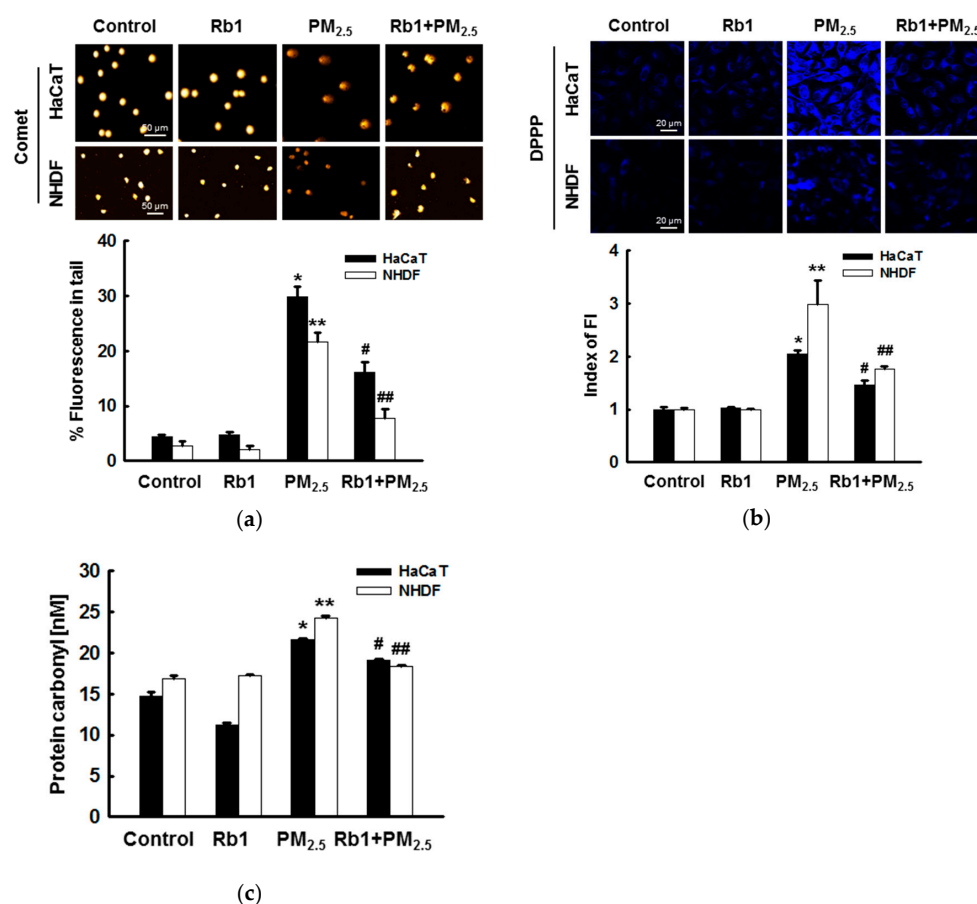 Control Rb1 PM2.5 Rb1+PM2.5
Comet
HaCaT
50 µm
NHDF
50 µm
40
30
20
10
0
% Fluorescence in tail
HaCaT
NHDF
*
**
#
##
Control Rb1 PM2.5 Rb1+PM2.5
(a)
Control Rb1 PM2.5 Rb1+PM2.5
DPPP
HaCaT
20 µm
NHDF
20 µm
4
3
2
1
0
Index of FI
HaCaT
NHDF
*
**
#
##
Control Rb1 PM2.5 Rb1+PM2.5
(b)
30
25
20
15
10
5
0
Protein carbonyl [nM]
HaCaT
NHDF
*
**
#
##
Control Rb1 PM2.5 Rb1+PM2.5
(c)